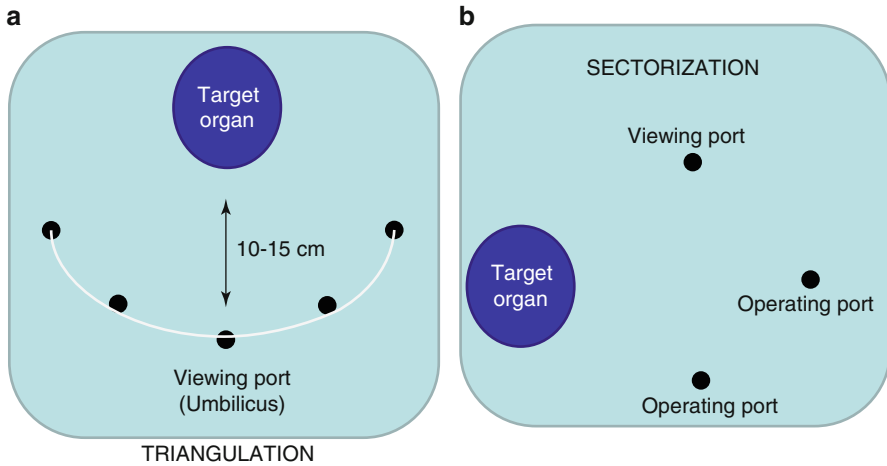 a
Target
organ
10-15 cm
Viewing port
(Umbilicus)
TRIANGULATION
b
SECTORIZATION
Viewing port
Target
organ
Operating port
Operating port